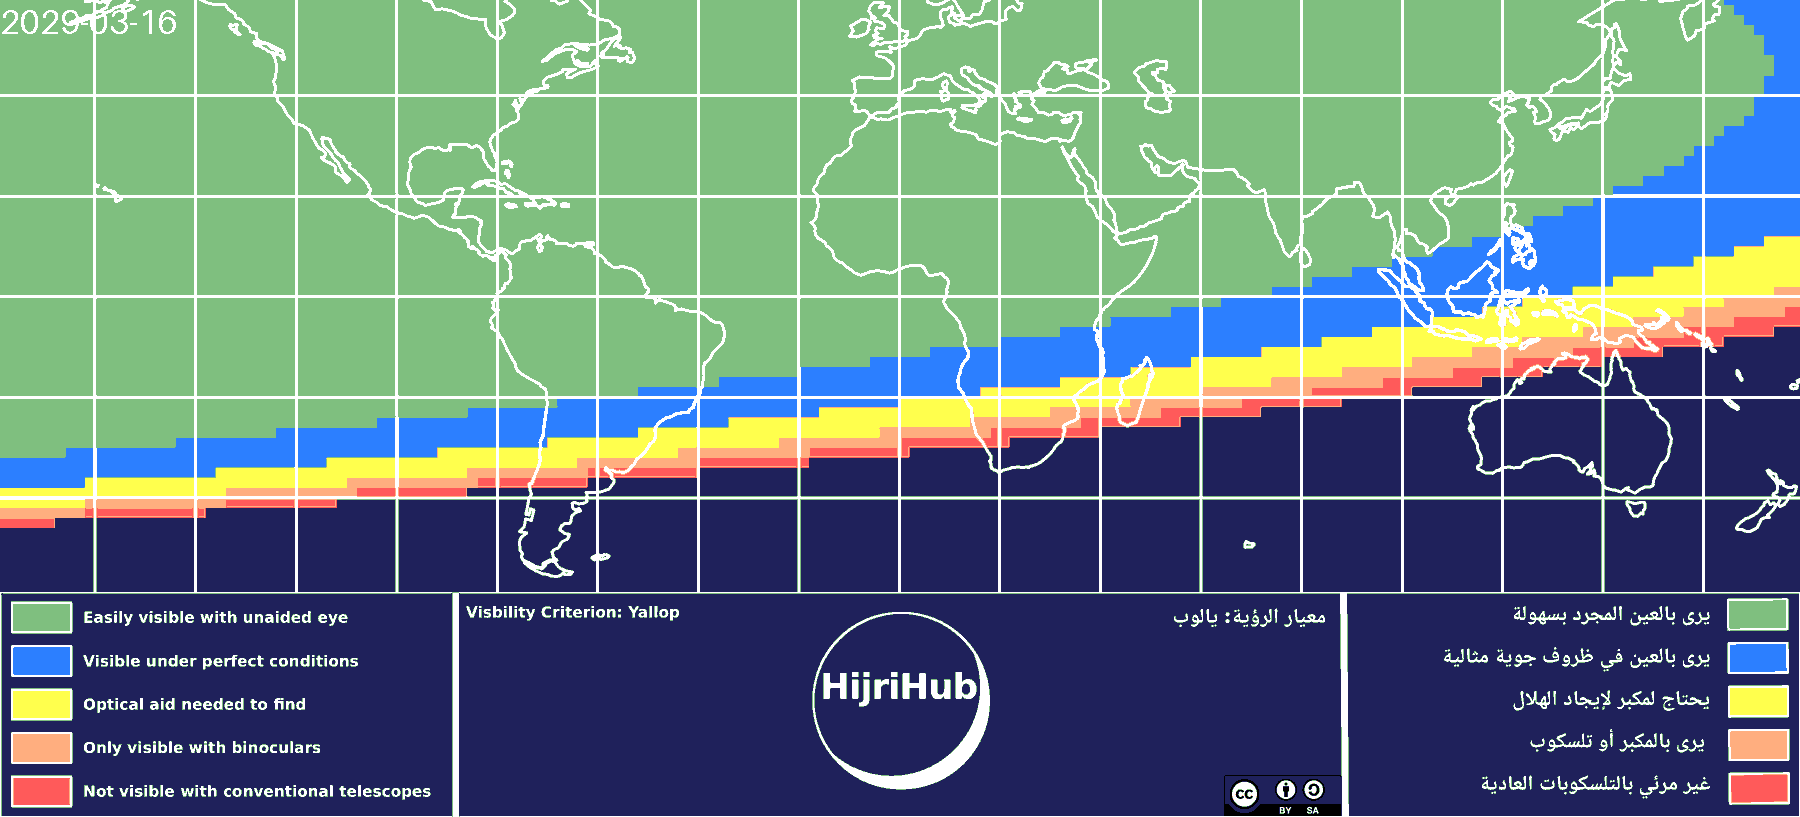 2029-03-16
Easily visible with unaided eye
Visible under perfect conditions
Optical aid needed to find
Only visible with binoculars
Not visible with conventional telescopes
Visbility Criterion: Yallop
معيار الرؤية: يالوب
HijriHub
cc
BY SA
يرى بالعين المجرد بسهولة
يرى بالعين في ظروف جوية مثالية
يحتاج لمكبر لإيجاد الهلال
يرى بالمكبر أو تلسكوب
غير مرئي بالتلسكوبات العادية